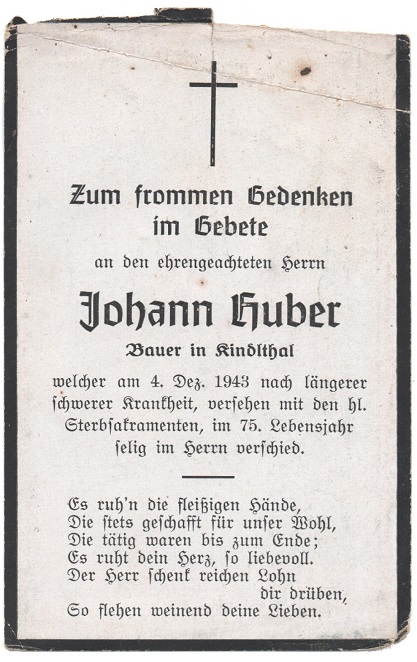 Zum frommen Gedenken
im Gebete
an den ehrengeachteten Herrn
Johann Huber
Bauer in Kindlthal
welcher am 4. Dez. 1943 nach längerer
schwerer Krankheit, versehen mit den hl.
Sterbsakramenten, im 75. Lebensjahr
selig im Herrn verschied.
Es ruh'n die fleißigen Hände,
Die stets geschafft für unser Wohl,
Die tätig waren bis zum Ende;
Es ruht dein Herz, so liebevoll.
Der Herr schenk reichen Lohn
dir drüben,
So flehen weinend deine Lieben.